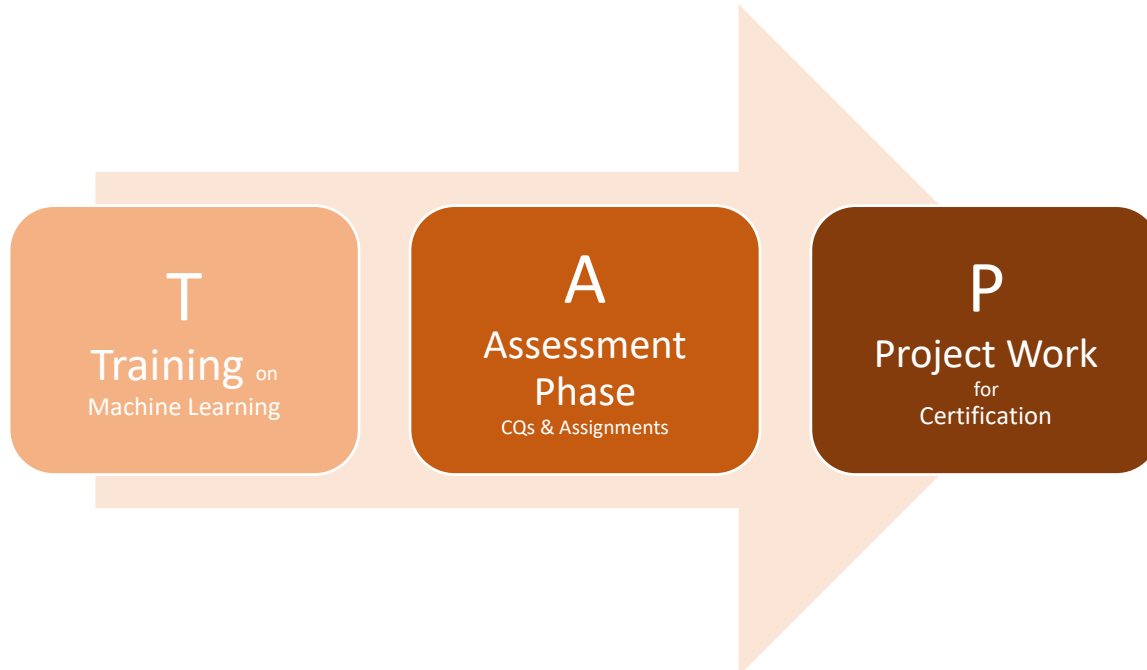 T
Training on
Machine Learning
A
Assessment
Phase
CQs & Assignments
P
Project Work
for
Certification